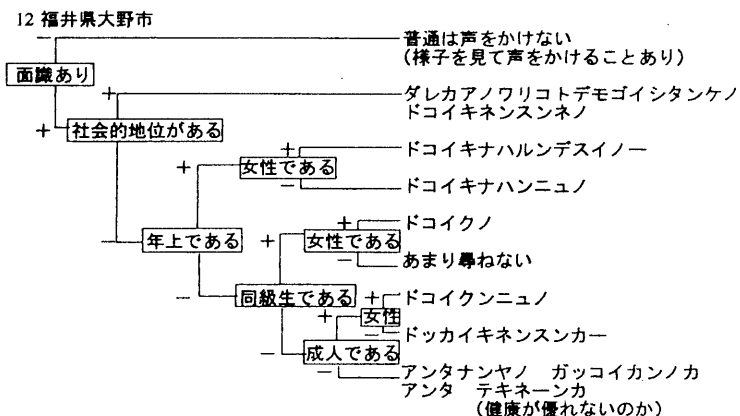 12 福井県大野市
− 普通は声をかけない
(様子を見て声をかけることあり)
面識あり
+ ダレカアノワリコトデモゴイシタンケノ
ドコイキネンスンネノ
+ 社会的地位がある
+ ドコイキナハルンデスイノー
+ 女性である
− ドコイキナハンニュノ
− 年上である
+ ドコイクノ
+ 女性である
− あまり尋ねない
− 同級生である
+ ドコイクンニュノ
+ 女性
− ドッカイキネンスンカー
− 成人である
− アンタナンヤノ ガッコイカンノカ
アンタ テキネーンカ
(健康が優れないのか)